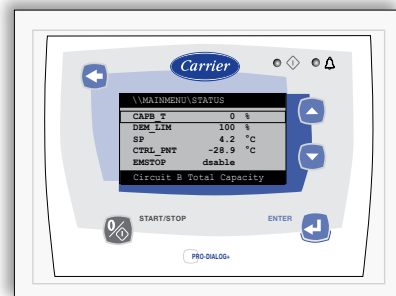 Carrier
\\MAINMENU\STATUS
CAPB_T 0 %
DEM_LIM 100 %
SP 4.2 °C
CTRL_PNT -28.9 °C
EMSTOP dsable
Circuit B Total Capacity
START/STOP
ENTER
PRO-DIALOG+